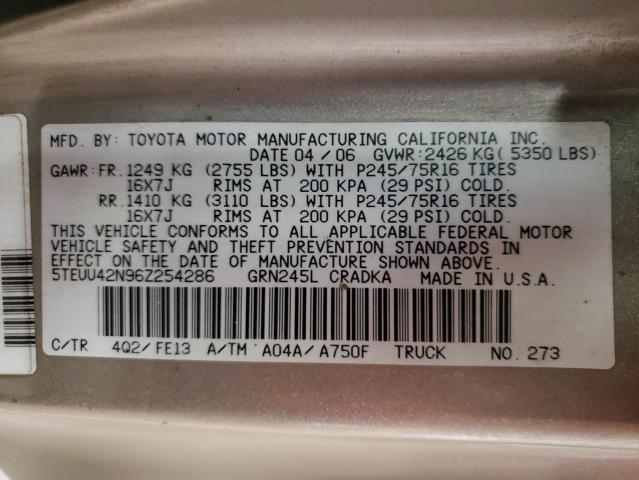 MFD. BY: TOYOTA MOTOR MANUFACTURING CALIFORNIA INC.
DATE 04 / 06 GVWR: 2426 KG ( 5350 LBS)
GAWR: FR. 1249 KG (2755 LBS) WITH P245/75R16 TIRES
16X7J RIMS AT 200 KPA (29 PSI) COLD.
RR. 1410 KG (3110 LBS) WITH P245/75R16 TIRES
16X7J RIMS AT 200 KPA (29 PSI) COLD.
THIS VEHICLE CONFORMS TO ALL APPLICABLE FEDERAL MOTOR
VEHICLE SAFETY AND THEFT PREVENTION STANDARDS IN
EFFECT ON THE DATE OF MANUFACTURE SHOWN ABOVE.
5TEUU42N96Z254286 GRN245L CRADKA MADE IN U.S.A.
C/TR 4Q2/ FE13 A/TM A04A/ A750F TRUCK NO. 273